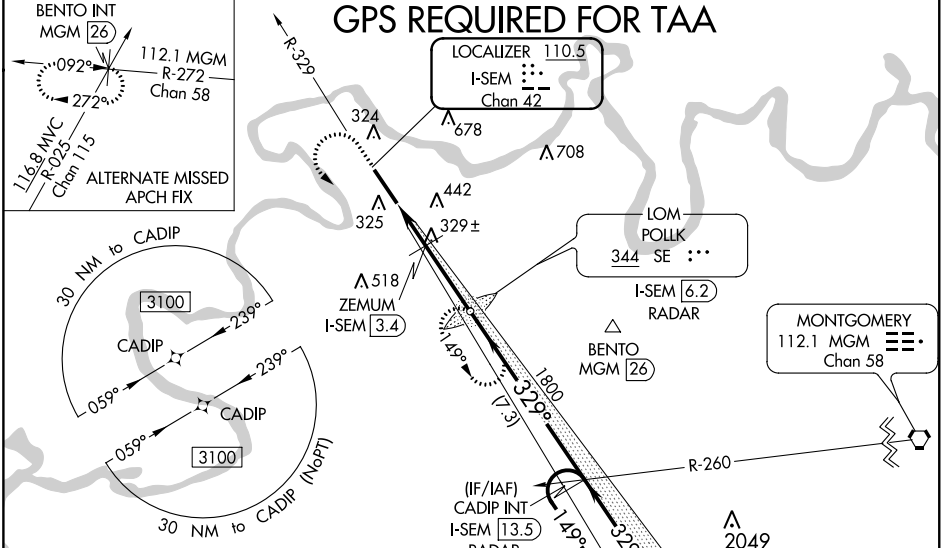 GPS REQUIRED FOR TAA
BENTO INT
MGM 26
112.1 MGM
R-272
Chan 58
092°
272°
116.8 MVC
R-025
Chan 115
ALTERNATE MISSED
APCH FIX
R-329
LOCALIZER 110.5
I-SEM
Chan 42
324
678
708
442
325
329±
518
ZEMUM
I-SEM 3.4
LOM
POLLK
344 SE
I-SEM 6.2
RADAR
BENTO
MGM 26
MONTGOMERY
112.1 MGM
Chan 58
30 NM to CADIP
3100
239°
CADIP
059°
239°
CADIP
059°
3100
30 NM to CADIP (NoPT)
149°
1800
329°
(7.3)
R-260
(IF/IAF)
CADIP INT
I-SEM 13.5
RADAR
149°
329°
2049